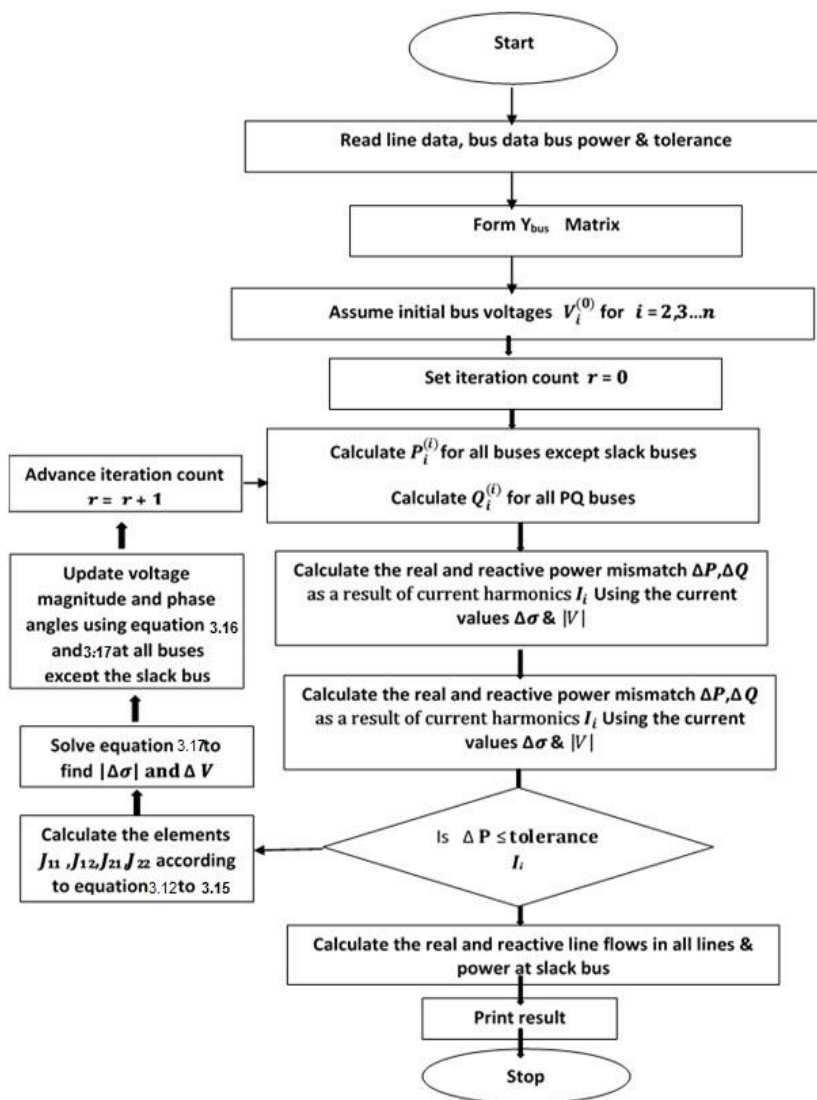 Start
Read line data, bus data bus power & tolerance
Form Y_bus Matrix
Assume initial bus voltages V_i^(0) for i = 2,3...n
Set iteration count r = 0
Calculate P_i^(i) for all buses except slack buses
Calculate Q_i^(i) for all PQ buses
Advance iteration count
r = r + 1
Calculate the real and reactive power mismatch ΔP,ΔQ
as a result of current harmonics I_i Using the current
values Δσ & |V|
Update voltage
magnitude and phase
angles using equation 3.16
and3.17at all buses
except the slack bus
Calculate the real and reactive power mismatch ΔP,ΔQ
as a result of current harmonics I_i Using the current
values Δσ & |V|
Solve equation 3.17to
find |Δσ| and Δ V
Calculate the elements
J₁₁ ,J₁₂,J₂₁,J₂₂ according
to equation3.12to 3.15
Is Δ P ≤ tolerance
I_i
Calculate the real and reactive line flows in all lines &
power at slack bus
Print result
Stop